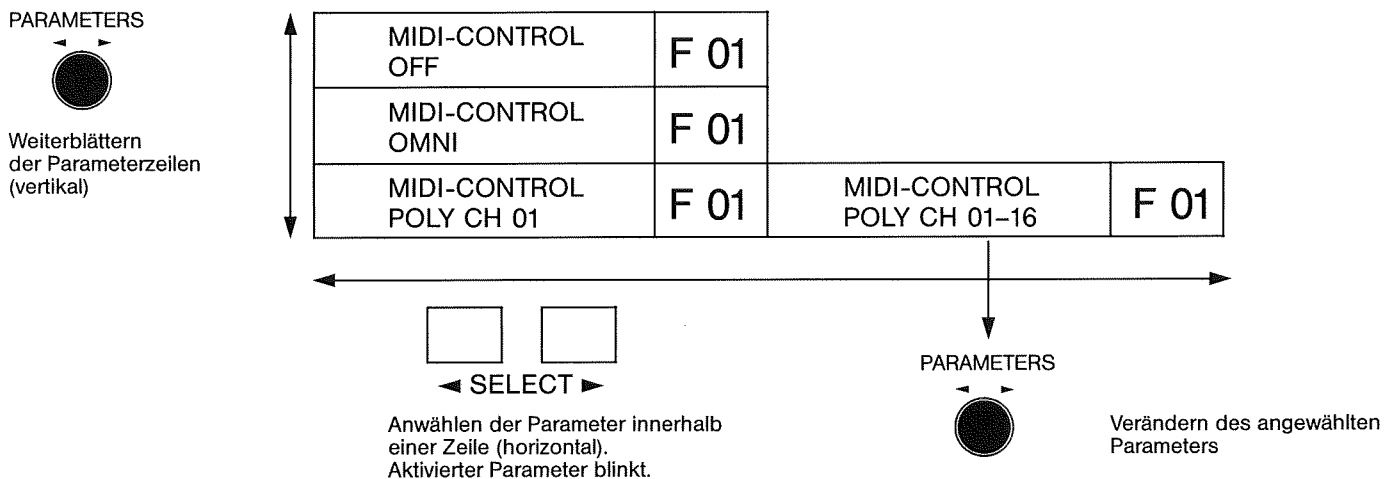 PARAMETERS
Weiterblättern
der Parameterzeilen
(vertikal)
MIDI-CONTROL
OFF
F 01
MIDI-CONTROL
OMNI
F 01
MIDI-CONTROL
POLY CH 01
F 01
MIDI-CONTROL
POLY CH 01–16
F 01
◄ SELECT ►
Anwählen der Parameter innerhalb
einer Zeile (horizontal).
Aktivierter Parameter blinkt.
PARAMETERS
Verändern des angewählten
Parameters